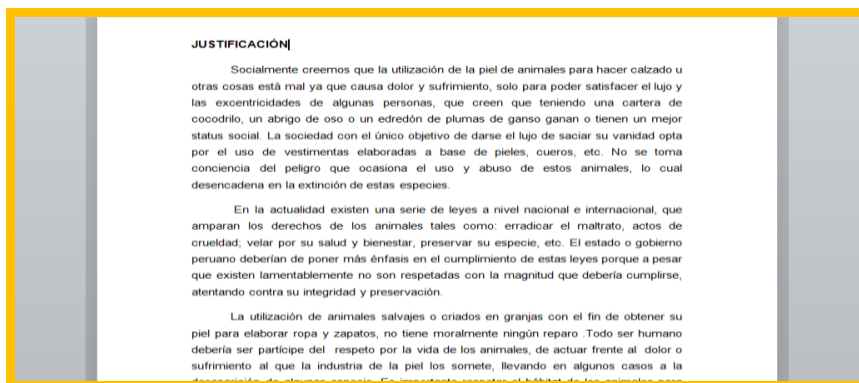 JUSTIFICACIÓN
Socialmente creemos que la utilización de la piel de animales para hacer calzado u
otras cosas está mal ya que causa dolor y sufrimiento, solo para poder satisfacer el lujo y
las excentricidades de algunas personas, que creen que teniendo una cartera de
cocodrilo, un abrigo de oso o un edredón de plumas de ganso ganan o tienen un mejor
status social. La sociedad con el único objetivo de darse el lujo de saciar su vanidad opta
por el uso de vestimentas elaboradas a base de pieles, cueros, etc. No se toma
conciencia del peligro que ocasiona el uso y abuso de estos animales, lo cual
desencadena en la extinción de estas especies.
En la actualidad existen una serie de leyes a nivel nacional e internacional, que
amparan los derechos de los animales tales como: erradicar el maltrato, actos de
crueldad; velar por su salud y bienestar, preservar su especie, etc. El estado o gobierno
peruano deberían de poner más énfasis en el cumplimiento de estas leyes porque a pesar
que existen lamentablemente no son respetadas con la magnitud que debería cumplirse,
atentando contra su integridad y preservación.
La utilización de animales salvajes o criados en granjas con el fin de obtener su
piel para elaborar ropa y zapatos, no tiene moralmente ningún reparo .Todo ser humano
debería ser partícipe del respeto por la vida de los animales, de actuar frente al dolor o
sufrimiento al que la industria de la piel los somete, llevando en algunos casos a la